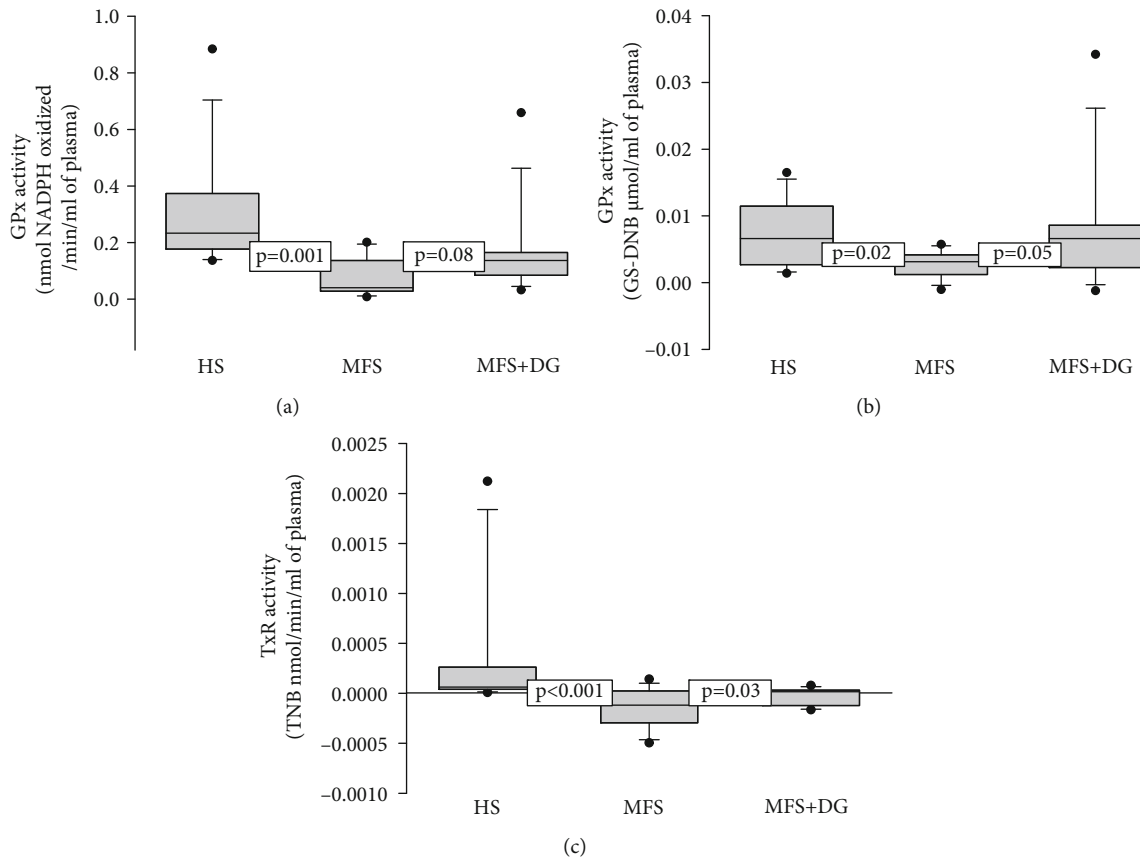 1.0
0.8
0.6
0.4
0.2
0.0
GPx activity
(nmol NADPH oxidized
/min/ml of plasma)
p=0.001
p=0.08
HS
MFS
MFS+DG
(a)
0.04
0.03
0.02
0.01
0.00
–0.01
GPx activity
(GS-DNB μmol/ml of plasma)
p=0.02
p=0.05
HS
MFS
MFS+DG
(b)
0.0025
0.0020
0.0015
0.0010
0.0005
0.0000
–0.0005
–0.0010
TxR activity
(TNB nmol/min/ml of plasma)
p<0.001
p=0.03
HS
MFS
MFS+DG
(c)